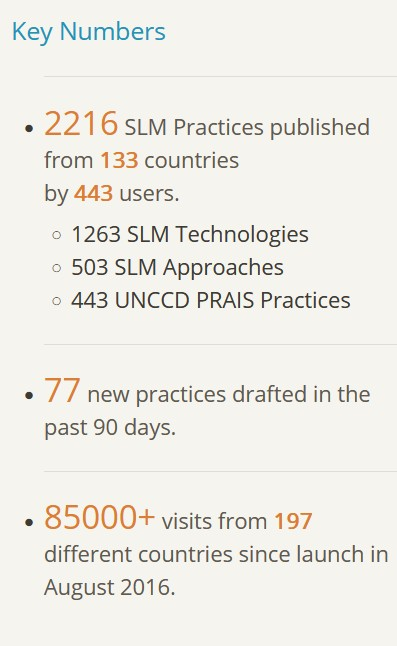 Key Numbers
2216 SLM Practices published
from 133 countries
by 443 users.
1263 SLM Technologies
503 SLM Approaches
443 UNCCD PRAIS Practices
77 new practices drafted in the
past 90 days.
85000+ visits from 197
different countries since launch in
August 2016.